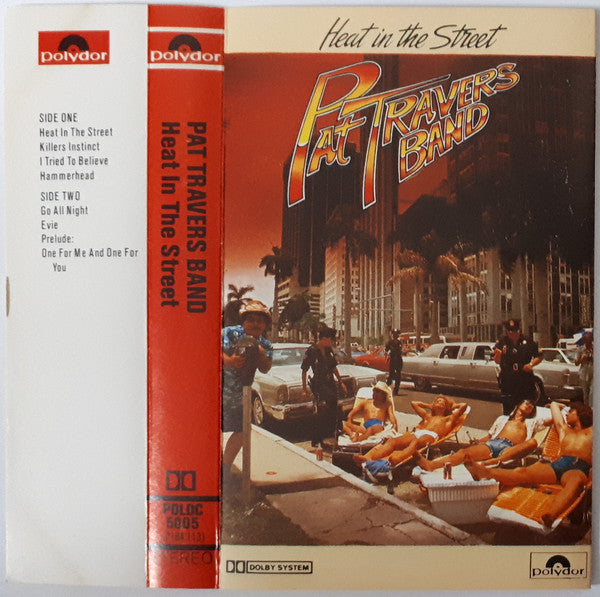 polydor
SIDE ONE
Heat In The Street
Killers Instinct
I Tried To Believe
Hammerhead
SIDE TWO
Go All Night
Evie
Prelude:
One For Me And One For
You
polydor
PAT TRAVERS BAND
Heat In The Street
POLDC
5005
STEREO
Heat in the Street
Pat Travers
Band
DOLBY SYSTEM
polydor